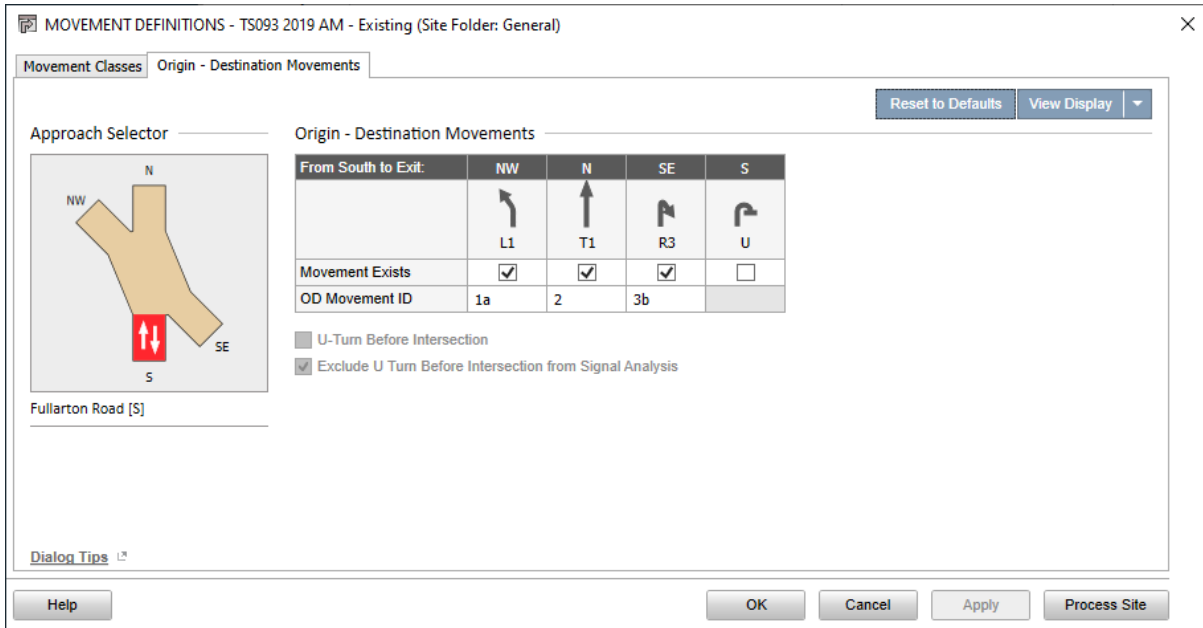 MOVEMENT DEFINITIONS - TS093 2019 AM - Existing (Site Folder: General)
Movement Classes Origin - Destination Movements
Reset to Defaults View Display
Approach Selector
N
NW
SE
S
Fullarton Road [S]
Origin - Destination Movements
From South to Exit: NW N SE S
L1 T1 R3 U
Movement Exists
OD Movement ID 1a 2 3b
U-Turn Before Intersection
Exclude U Turn Before Intersection from Signal Analysis
Dialog Tips
Help OK Cancel Apply Process Site